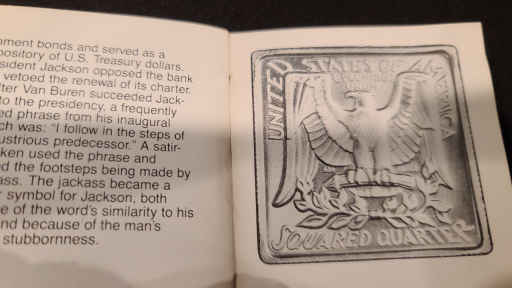 nment bonds and served as a
pository of U.S. Treasury dollars.
sident Jackson opposed the bank
vetoed the renewal of its charter.
ter Van Buren succeeded Jack-
to the presidency, a frequently
ed phrase from his inaugural
ch was: "I follow in the steps of
ustrious predecessor." A satir-
ken used the phrase and
d the footsteps being made by
ass. The jackass became a
symbol for Jackson, both
e of the word's similarity to his
nd because of the man's
stubbornness.
UNITED STATES OF AMERICA
SQUARED QUARTER